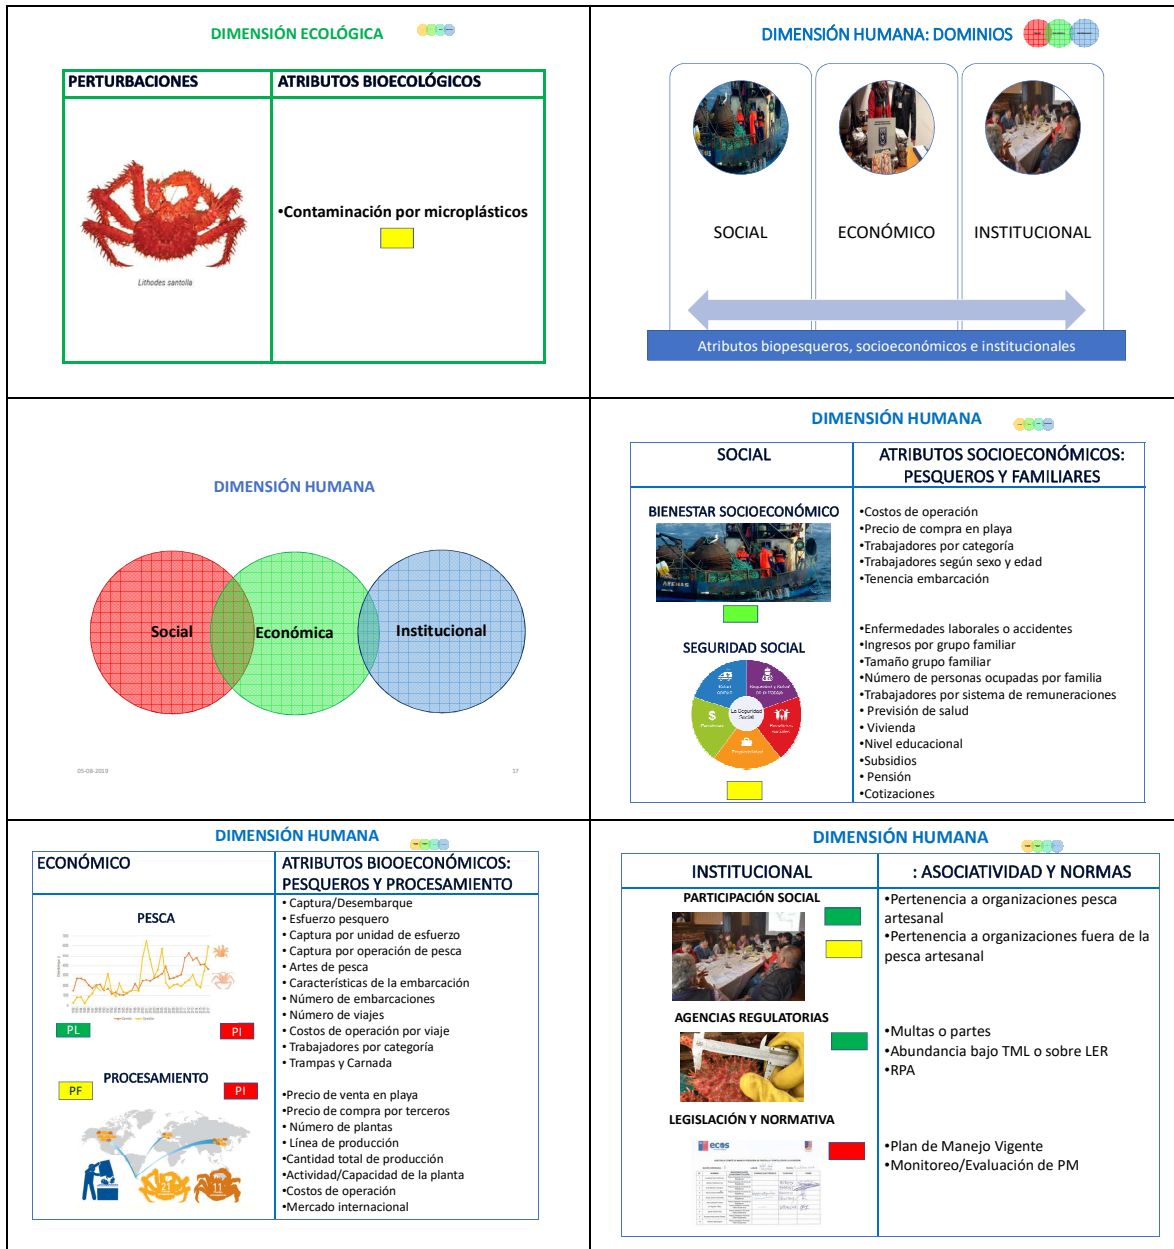 DIMENSIÓN ECOLÓGICA
PERTURBACIONES
ATRIBUTOS BIOECOLÓGICOS
•Contaminación por microplásticos
Lithodes santolla
DIMENSIÓN HUMANA: DOMINIOS
SOCIAL
ECONÓMICO
INSTITUCIONAL
Atributos biopesqueros, socioeconómicos e institucionales
DIMENSIÓN HUMANA
Social
Económica
Institucional
05-08-2019
17
DIMENSIÓN HUMANA
SOCIAL
ATRIBUTOS SOCIOECONÓMICOS:
PESQUEROS Y FAMILIARES
BIENESTAR SOCIOECONÓMICO
ARENAS
SEGURIDAD SOCIAL
La Seguridad
Social
•Costos de operación
•Precio de compra en playa
•Trabajadores por categoría
•Trabajadores según sexo y edad
•Tenencia embarcación
•Enfermedades laborales o accidentes
•Ingresos por grupo familiar
•Tamaño grupo familiar
•Número de personas ocupadas por familia
•Trabajadores por sistema de remuneraciones
• Previsión de salud
• Vivienda
•Nivel educacional
•Subsidios
• Pensión
•Cotizaciones
DIMENSIÓN HUMANA
ECONÓMICO
ATRIBUTOS BIOOECONÓMICOS:
PESQUEROS Y PROCESAMIENTO
PESCA
PL
PI
PROCESAMIENTO
PF
PI
21
11
• Captura/Desembarque
• Esfuerzo pesquero
• Captura por unidad de esfuerzo
• Captura por operación de pesca
• Artes de pesca
• Característicias de la embarcación
• Número de embarcaciones
• Número de viajes
• Costos de operación por viaje
• Trabajadores por categoría
• Trampas y Carnada
•Precio de venta en playa
•Precio de compra por terceros
• Número de plantas
• Línea de producción
•Cantidad total de producción
•Actividad/Capacidad de la planta
•Costos de operación
•Mercado internacional
DIMENSIÓN HUMANA
INSTITUCIONAL
: ASOCIATIVIDAD Y NORMAS
PARTICIPACIÓN SOCIAL
AGENCIAS REGULATORIAS
LEGISLACIÓN Y NORMATIVA
ecos
•Pertenencia a organizaciones pesca
artesanal
•Pertenencia a organizaciones fuera de la
pesca artesanal
•Multas o partes
•Abundancia bajo TML o sobre LER
•RPA
•Plan de Manejo Vigente
•Monitoreo/Evaluación de PM